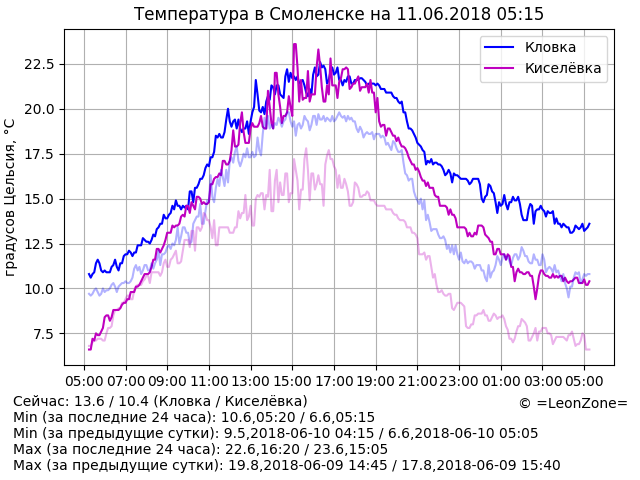 Температура в Смоленске на 11.06.2018 05:15
Кловка
Киселёвка
градусов Цельсия, °C
22.5
20.0
17.5
15.0
12.5
10.0
7.5
05:00 07:00 09:00 11:00 13:00 15:00 17:00 19:00 21:00 23:00 01:00 03:00 05:00
Сейчас: 13.6 / 10.4 (Кловка / Киселёвка)
© =LeonZone=
Min (за последние 24 часа): 10.6,05:20 / 6.6,05:15
Min (за предыдущие сутки): 9.5,2018-06-10 04:15 / 6.6,2018-06-10 05:05
Max (за последние 24 часа): 22.6,16:20 / 23.6,15:05
Max (за предыдущие сутки): 19.8,2018-06-09 14:45 / 17.8,2018-06-09 15:40